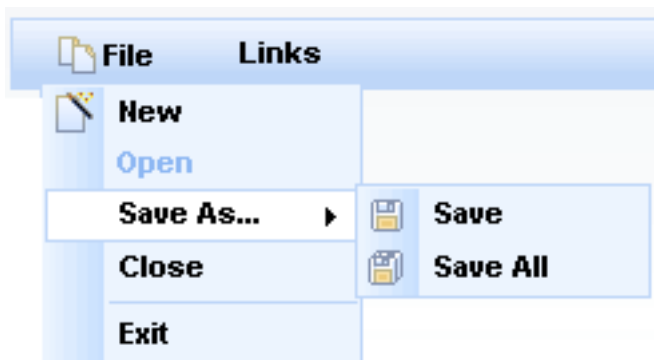 File Links
New
Open
Save As...
Save
Close
Save All
Exit